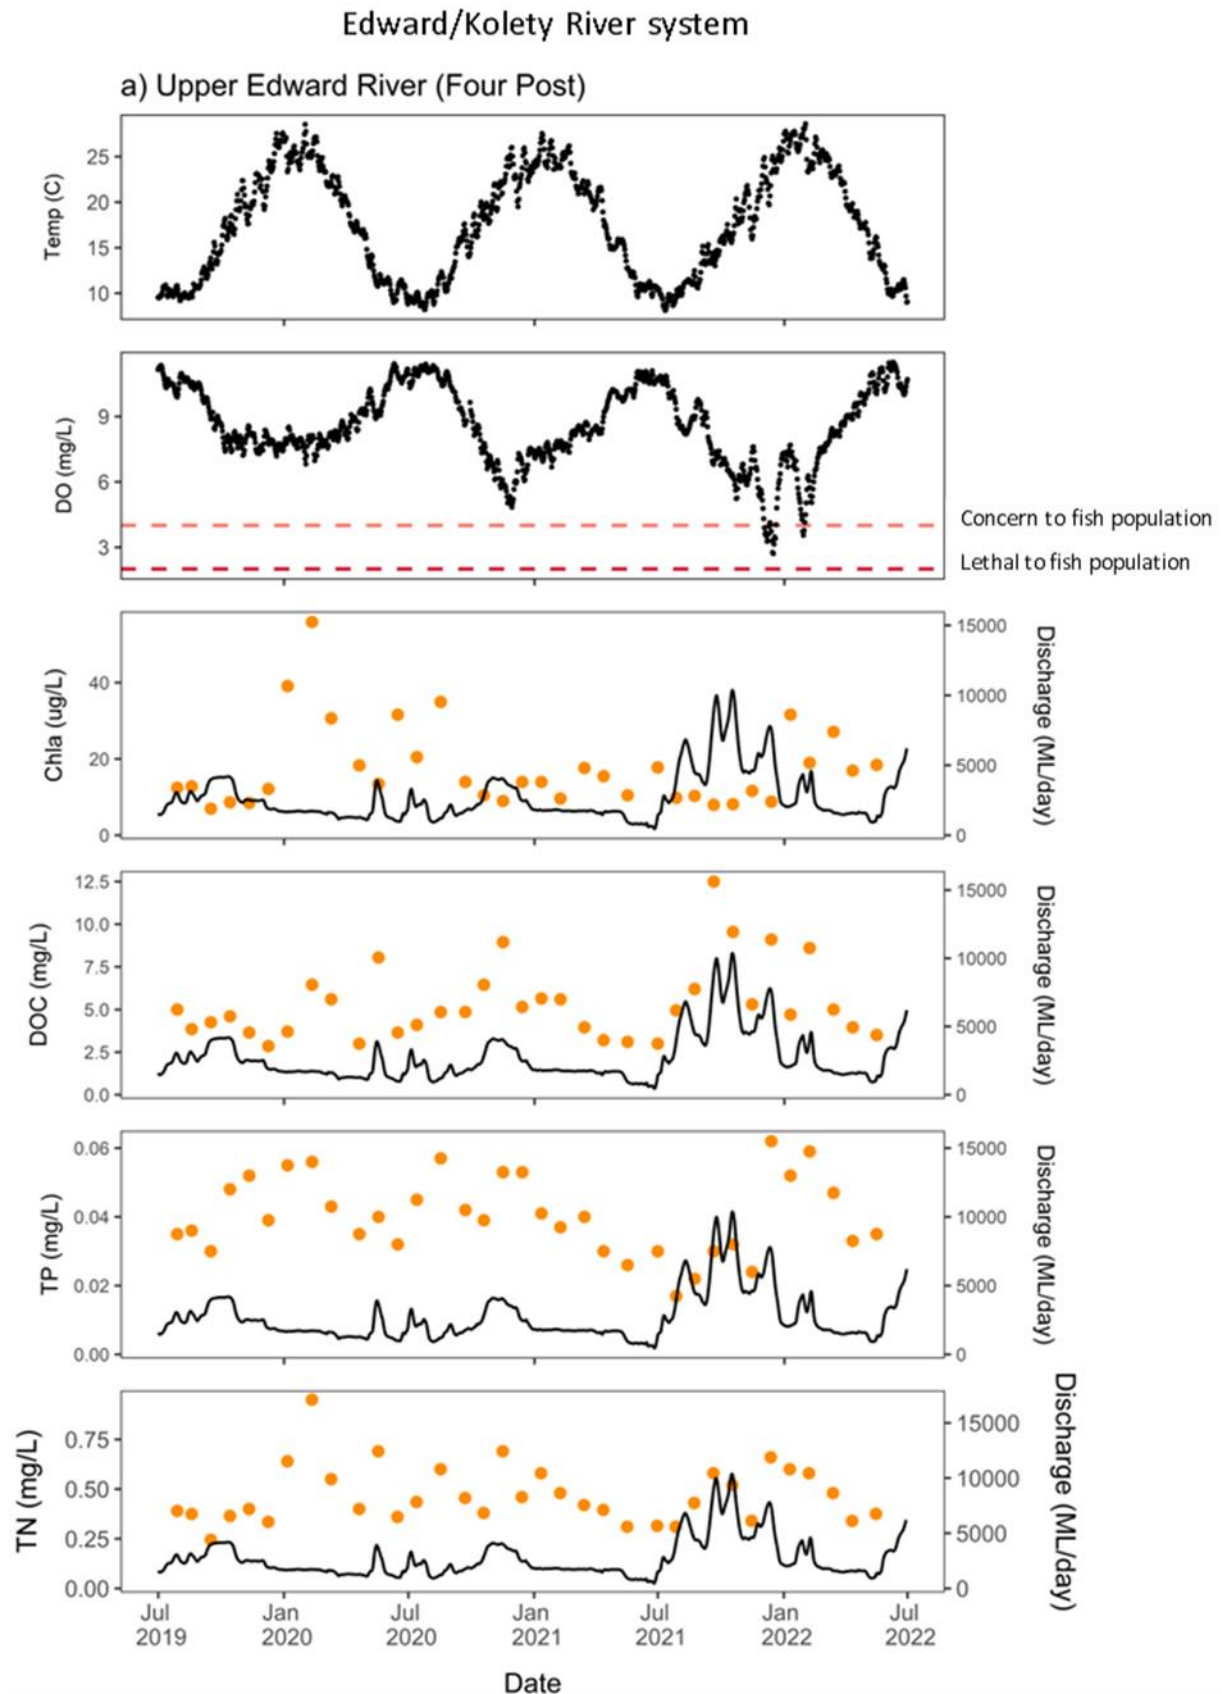 Edward/Kolety River system
a) Upper Edward River (Four Post)
Temp (C)
25
20
15
10
DO (mg/L)
9
6
3
Concern to fish population
Lethal to fish population
Chla (ug/L)
40
20
0
15000
10000
5000
0
Discharge (ML/day)
DOC (mg/L)
12.5
10.0
7.5
5.0
2.5
0.0
15000
10000
5000
0
Discharge (ML/day)
TP (mg/L)
0.06
0.04
0.02
0.00
15000
10000
5000
0
Discharge (ML/day)
TN (mg/L)
0.75
0.50
0.25
0.00
15000
10000
5000
0
Discharge (ML/day)
Jul Jan Jul Jan Jul Jan Jul
2019 2020 2020 2021 2021 2022 2022
Date